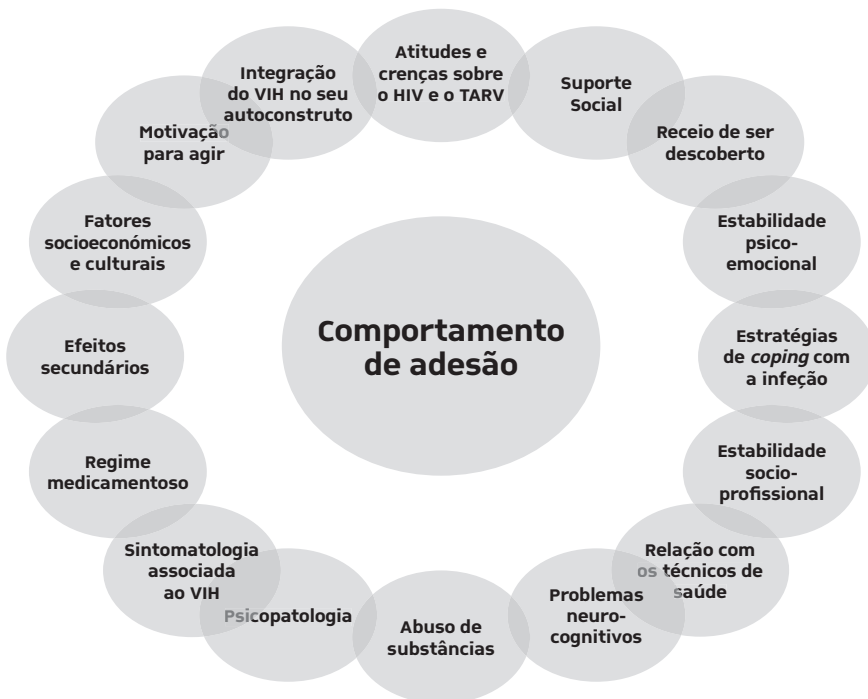 Atitudes e
crenças sobre
o HIV e o TARV
Suporte
Social
Receio de ser
descoberto
Estabilidade
psico-
emocional
Estratégias
de coping com
a infeção
Estabilidade
socio-
profissional
Relação com
os técnicos de
saúde
Problemas
neuro-
cognitivos
Abuso de
substâncias
Psicopatologia
Sintomatologia
associada
ao VIH
Regime
medicamentoso
Efeitos
secundários
Fatores
socioeconómicos
e culturais
Motivação
para agir
Integração
do VIH no seu
autoconstruto
Comportamento
de adesão